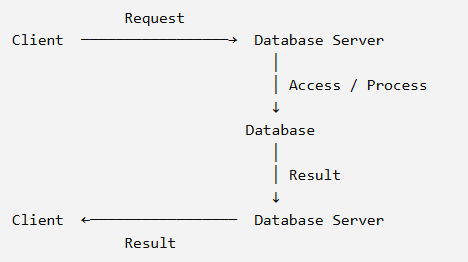 Request
Client Database Server
Access / Process
Database
Result
Client Database Server
Result